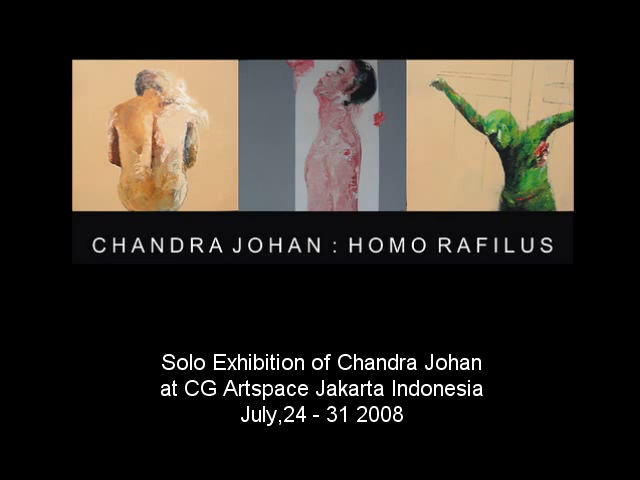 CHANDRA JOHAN : HOMO RAFILUS
Solo Exhibition of Chandra Johan
at CG Artspace Jakarta Indonesia
July,24 - 31 2008